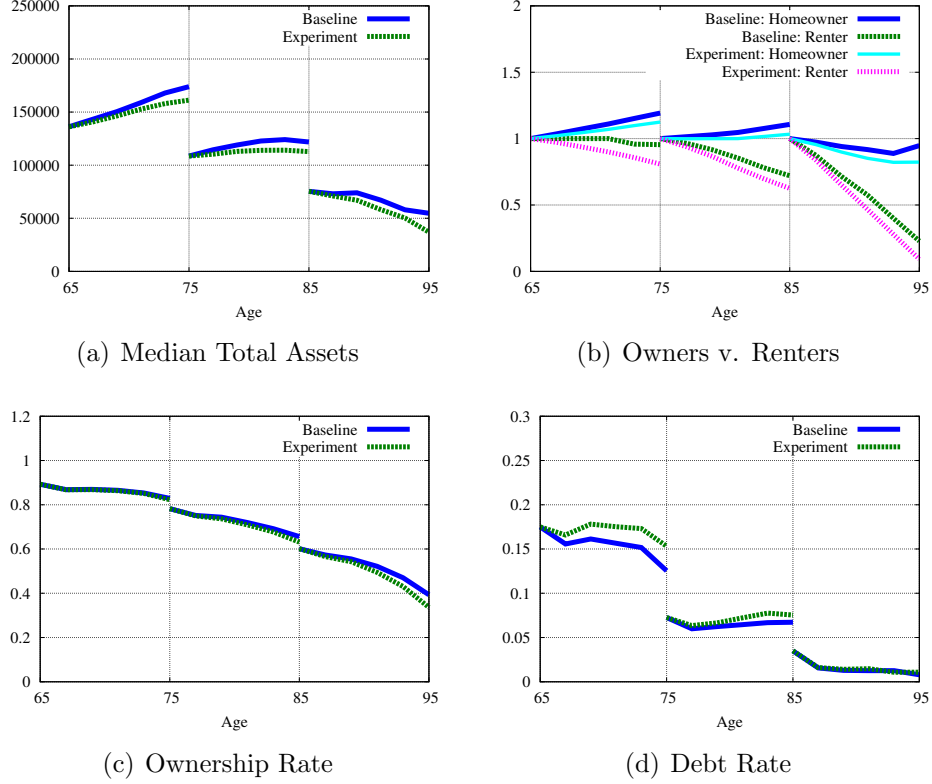 250000
200000
150000
100000
50000
0
65 75 85 95
Age
Baseline
Experiment
(a) Median Total Assets
2
1.5
1
0.5
0
65 75 85 95
Age
Baseline: Homeowner
Baseline: Renter
Experiment: Homeowner
Experiment: Renter
(b) Owners v. Renters
1.2
1
0.8
0.6
0.4
0.2
0
65 75 85 95
Age
Baseline
Experiment
(c) Ownership Rate
0.3
0.25
0.2
0.15
0.1
0.05
0
65 75 85 95
Age
Baseline
Experiment
(d) Debt Rate